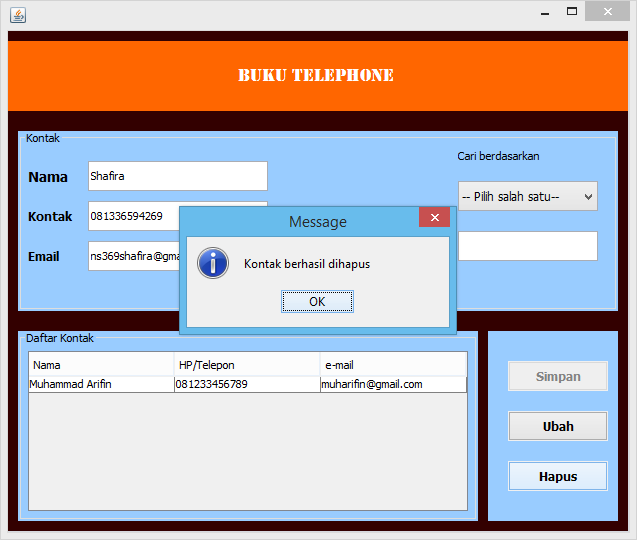 BUKU TELEPHONE
Kontak
Cari berdasarkan
Nama
Shafira
-- Pilih salah satu--
Kontak
081336594269
Email
ns369shafira@gma
Message
Kontak berhasil dihapus
OK
Daftar Kontak
Nama HP/Telepon e-mail
Muhammad Arifin 081233456789 muharifin@gmail.com
Simpan
Ubah
Hapus